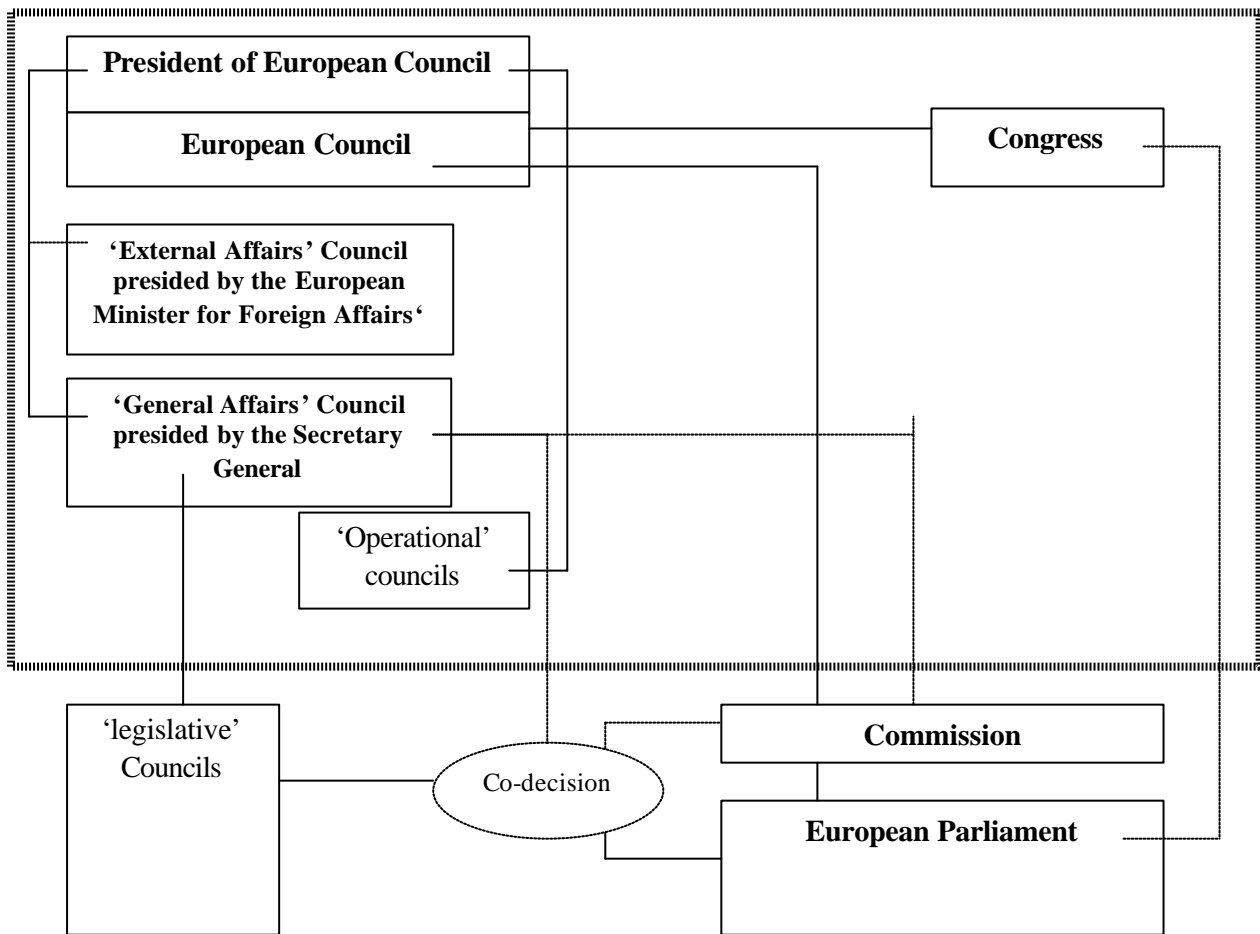 President of European Council
European Council
Congress
‘External Affairs’ Council
presided by the European
Minister for Foreign Affairs‘
‘General Affairs’ Council
presided by the Secretary
General
‘Operational’
councils
‘legislative’
Councils
Co-decision
Commission
European Parliament